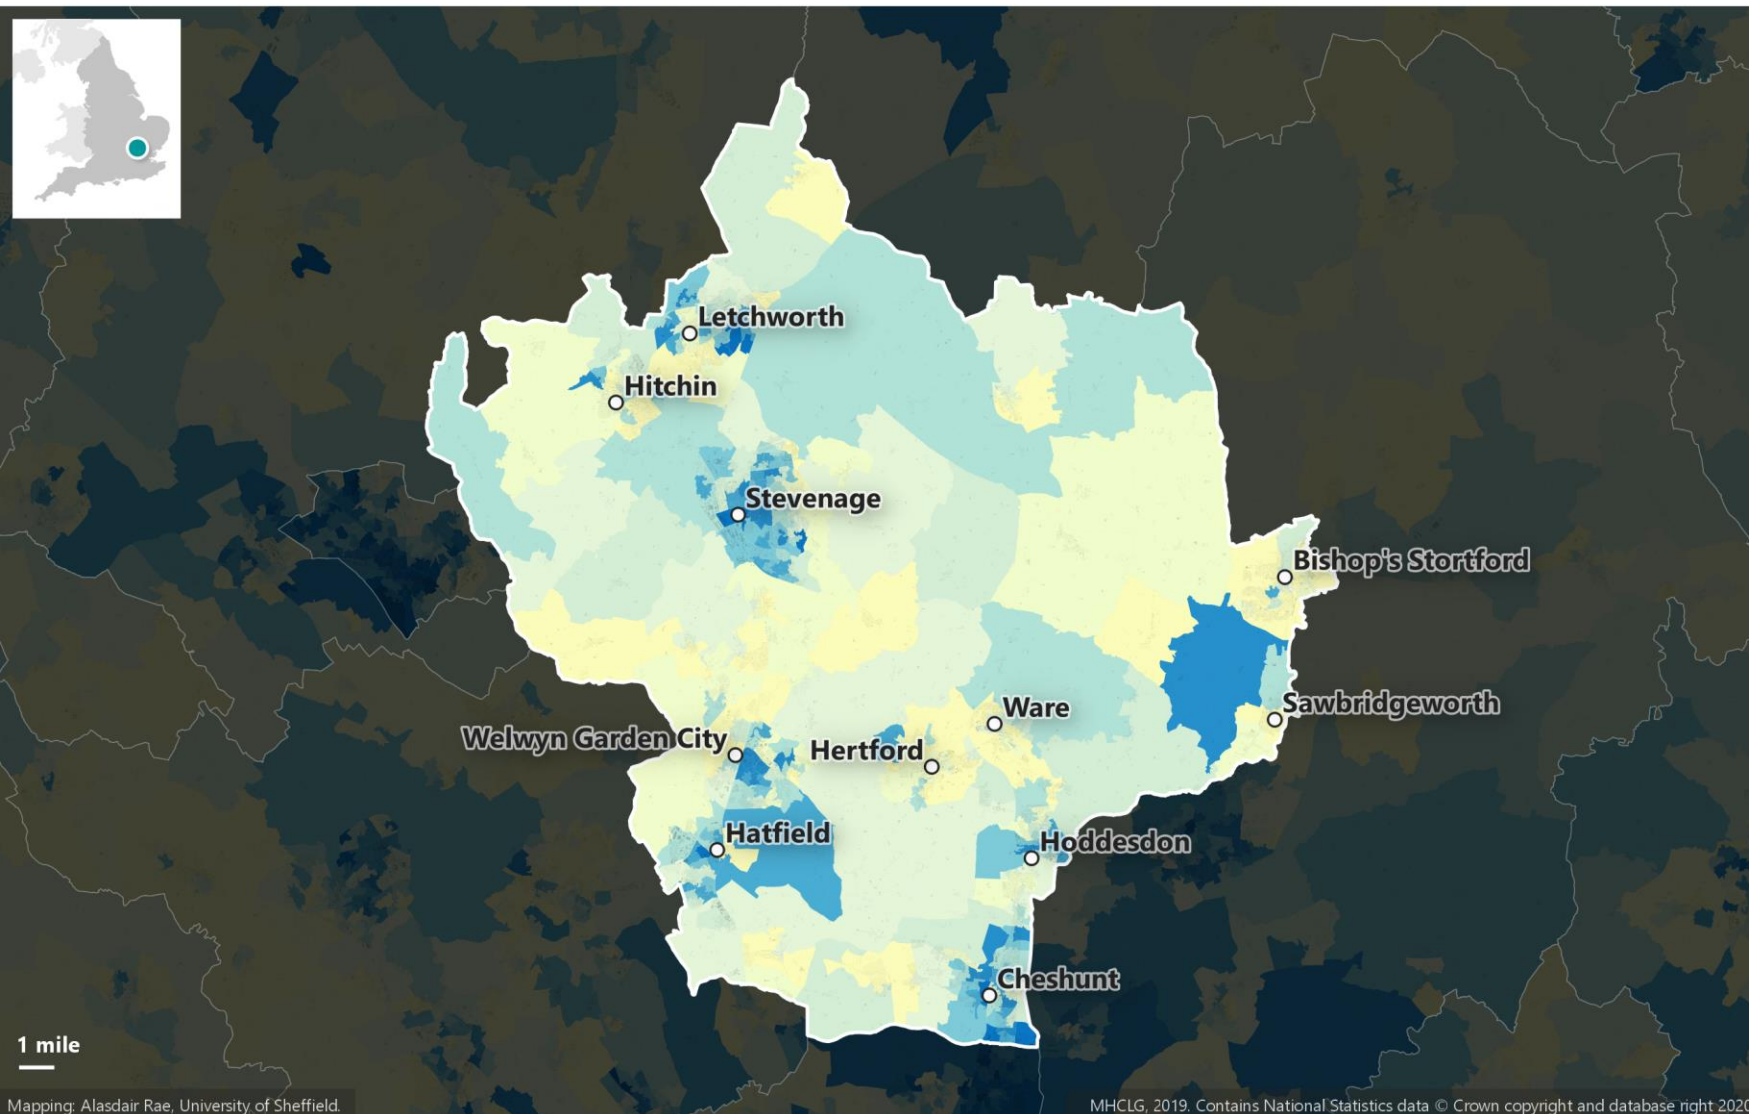 Letchworth
Hitchin
Stevenage
Bishop's Stortford
Sawbridgeworth
Ware
Welwyn Garden City
Hertford
Hatfield
Hoddesdon
Cheshunt
1 mile
Mapping: Alasdair Rae, University of Sheffield.
MHCLG, 2019. Contains National Statistics data © Crown copyright and database right 2020